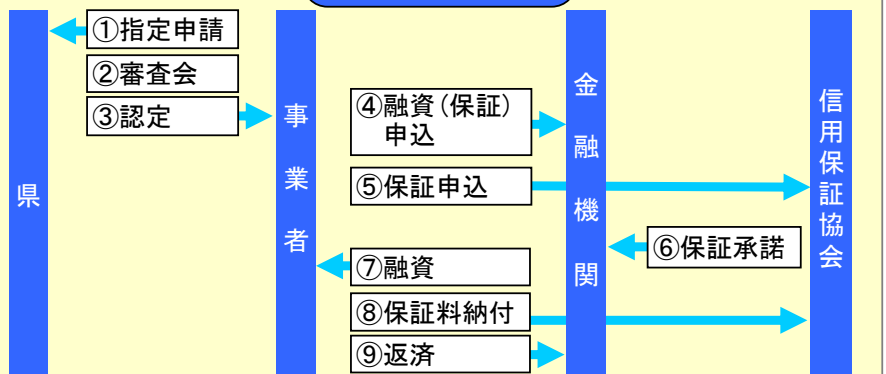 ①指定申請
②審査会
③認定
県
事業者
④融資（保証）
申込
⑤保証申込
金融機関
⑥保証承諾
⑦融資
⑧保証料納付
⑨返済
信用保証協会